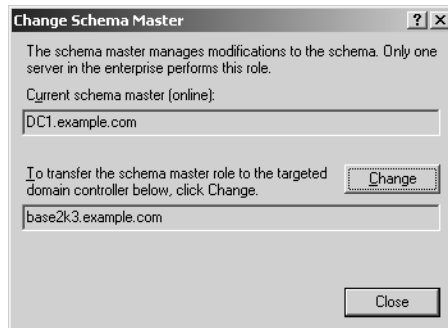 Change Schema Master
The schema master manages modifications to the schema. Only one
server in the enterprise performs this role.
Current schema master (online):
DC1.example.com
To transfer the schema master role to the targeted
domain controller below, click Change.
Change
base2k3.example.com
Close